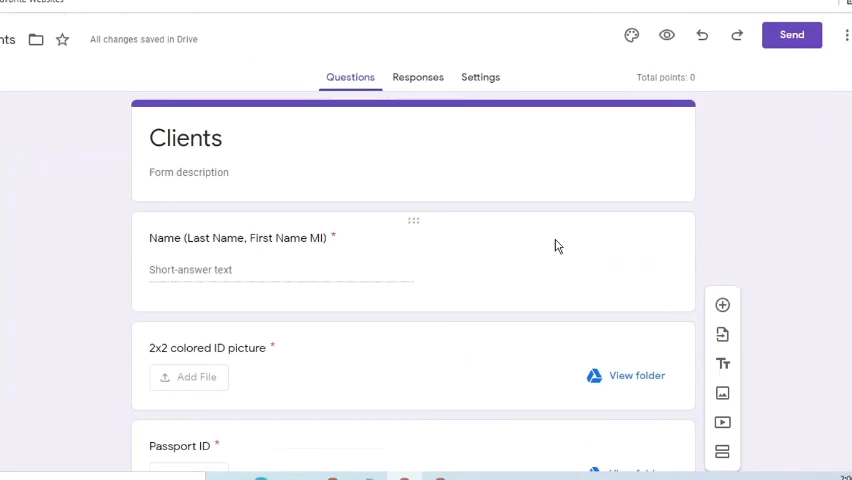 All changes saved in Drive
Send
Questions Responses Settings Total points: 0
Clients
Form description
Name (Last Name, First Name MI) *
Short-answer text
2x2 colored ID picture *
Add File
View folder
Passport ID *